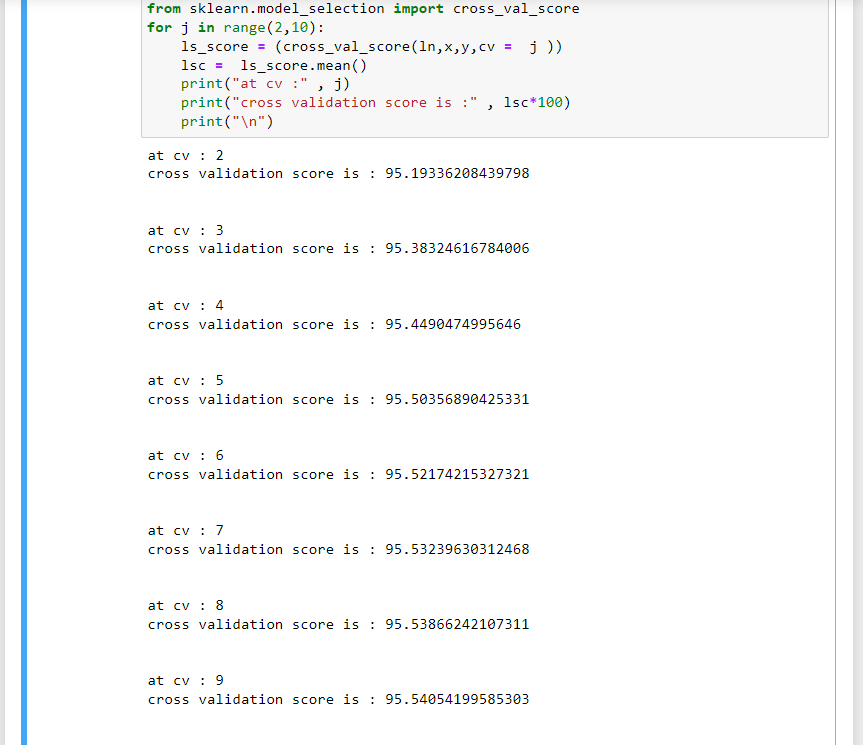 from sklearn.model_selection import cross_val_score
for j in range(2,10):
    ls_score = (cross_val_score(ln,x,y,cv =  j ))
    lsc =  ls_score.mean()
    print("at cv :" , j)
    print("cross validation score is :" , lsc*100)
    print("\n")
at cv : 2
cross validation score is : 95.19336208439798
at cv : 3
cross validation score is : 95.38324616784006
at cv : 4
cross validation score is : 95.4490474995646
at cv : 5
cross validation score is : 95.50356890425331
at cv : 6
cross validation score is : 95.52174215327321
at cv : 7
cross validation score is : 95.53239630312468
at cv : 8
cross validation score is : 95.53866242107311
at cv : 9
cross validation score is : 95.54054199585303